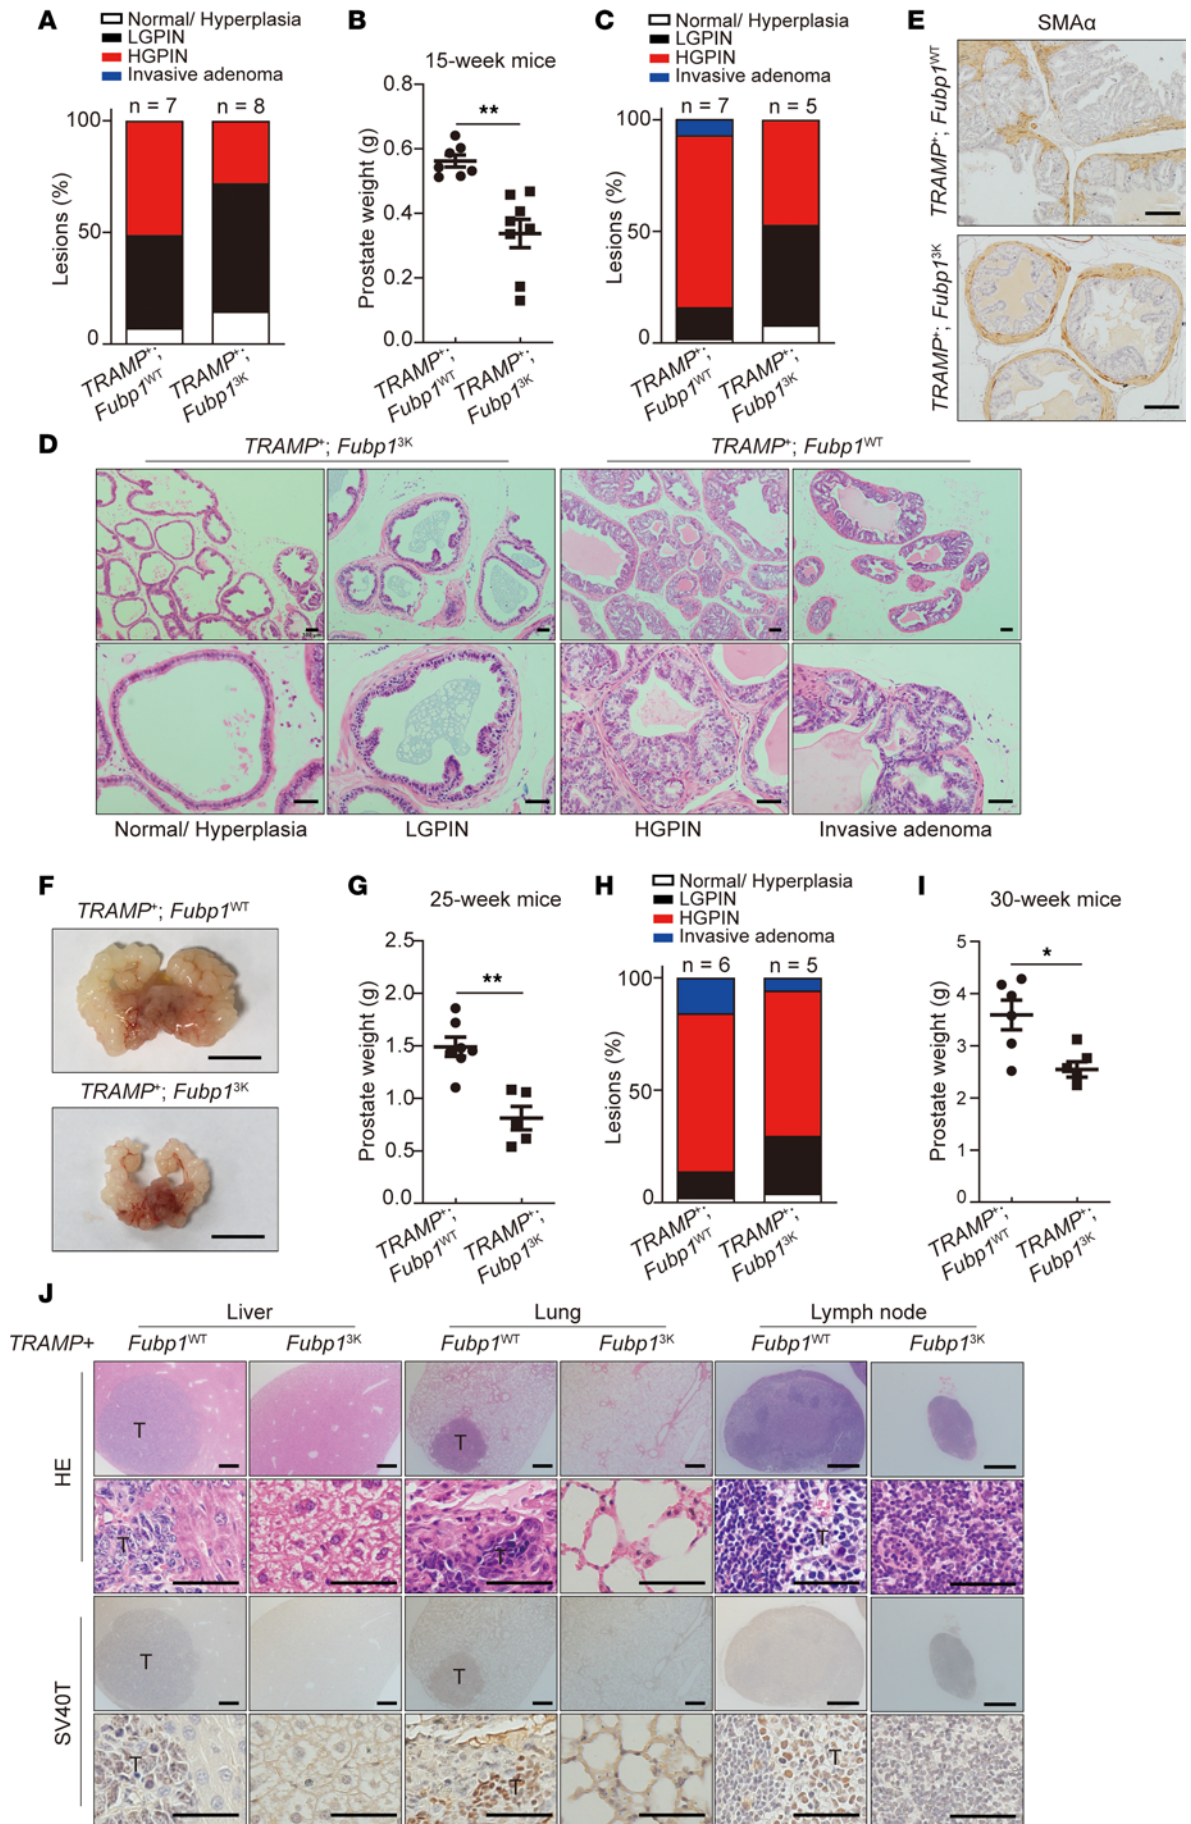 A
Normal/ Hyperplasia
LGPIN
HGPIN
Invasive adenoma
n = 7 n = 8
100
50
0
Lesions (%)
TRAMP⁺; Fubp1ᵂᵀ
TRAMP⁺; Fubp1³ᴷ
B
15-week mice
**
0.8
0.6
0.4
0.2
0.0
Prostate weight (g)
TRAMP⁺; Fubp1ᵂᵀ
TRAMP⁺; Fubp1³ᴷ
C
Normal/ Hyperplasia
LGPIN
HGPIN
Invasive adenoma
n = 7 n = 5
100
50
0
Lesions (%)
TRAMP⁺; Fubp1ᵂᵀ
TRAMP⁺; Fubp1³ᴷ
E
SMAα
TRAMP⁺; Fubp1ᵂᵀ
TRAMP⁺; Fubp1³ᴷ
D
TRAMP⁺; Fubp1³ᴷ TRAMP⁺; Fubp1ᵂᵀ
Normal/ Hyperplasia LGPIN HGPIN Invasive adenoma
F
TRAMP⁺; Fubp1ᵂᵀ
TRAMP⁺; Fubp1³ᴷ
G
25-week mice
**
2.5
2.0
1.5
1.0
0.5
0.0
Prostate weight (g)
TRAMP⁺; Fubp1ᵂᵀ
TRAMP⁺; Fubp1³ᴷ
H
Normal/ Hyperplasia
LGPIN
HGPIN
Invasive adenoma
n = 6 n = 5
100
50
0
Lesions (%)
TRAMP⁺; Fubp1ᵂᵀ
TRAMP⁺; Fubp1³ᴷ
I
30-week mice
*
5
4
3
2
1
0
Prostate weight (g)
TRAMP⁺; Fubp1ᵂᵀ
TRAMP⁺; Fubp1³ᴷ
J
Liver Lung Lymph node
TRAMP+ Fubp1ᵂᵀ Fubp1³ᴷ Fubp1ᵂᵀ Fubp1³ᴷ Fubp1ᵂᵀ Fubp1³ᴷ
HE
T T
T T T
SV40T
T T
T T T